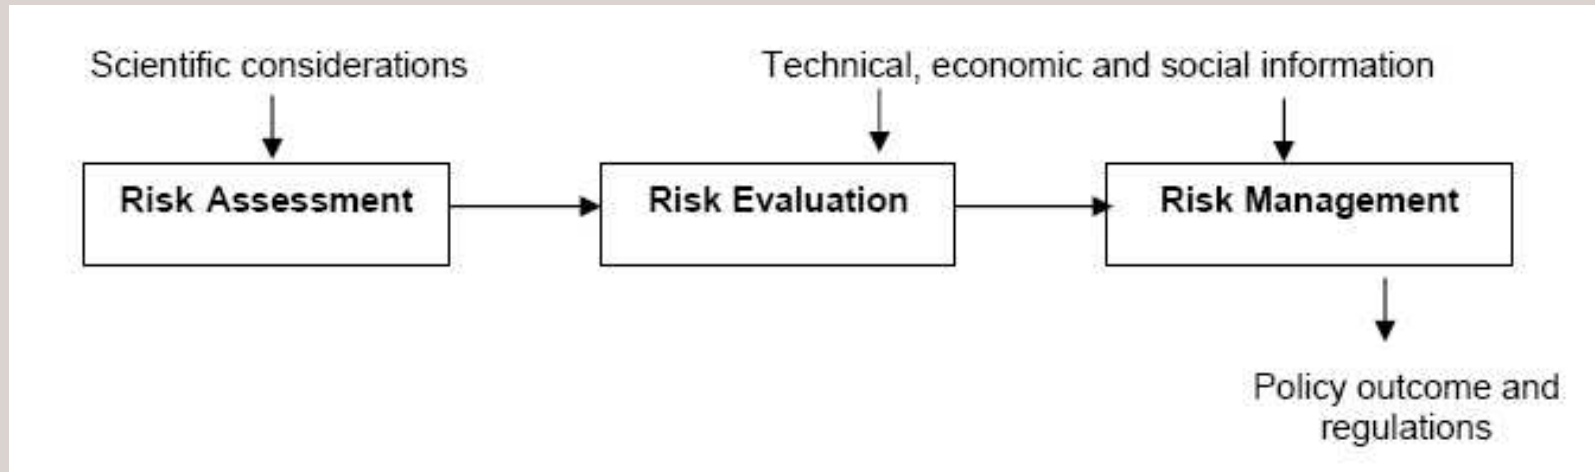 Scientific considerations
Technical, economic and social information
Risk Assessment
Risk Evaluation
Risk Management
Policy outcome and
regulations